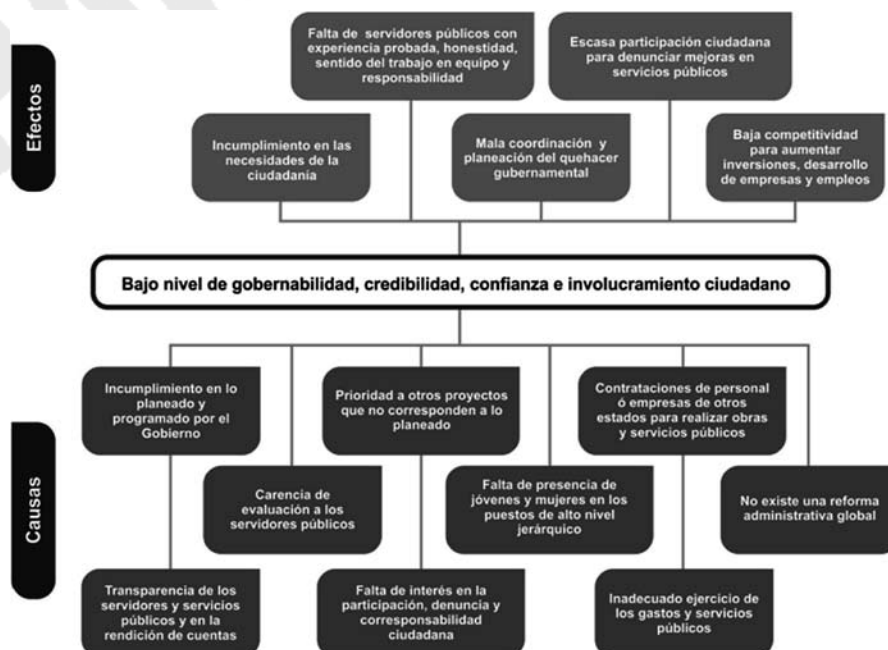 Efectos
Falta de servidores públicos con
experiencia probada, honestidad,
sentido del trabajo en equipo y
responsabilidad
Escasa participación ciudadana
para denunciar mejoras en
servicios públicos
Incumplimiento en las
necesidades de la
ciudadanía
Mala coordinación y
planeación del quehacer
gubernamental
Baja competitividad
para aumentar
inversiones, desarrollo
de empresas y empleos
Bajo nivel de gobernabilidad, credibilidad, confianza e involucramiento ciudadano
Causas
Incumplimiento en lo
planeado y
programado por el
Gobierno
Prioridad a otros proyectos
que no corresponden a lo
planeado
Contrataciones de personal
ó empresas de otros
estados para realizar obras
y servicios públicos
Carencia de
evaluación a los
servidores públicos
Falta de presencia de
jóvenes y mujeres en los
puestos de alto nivel
jerárquico
No existe una reforma
administrativa global
Transparencia de los
servidores y servicios
públicos y en la
rendición de cuentas
Falta de interés en la
participación, denuncia y
corresponsabilidad
ciudadana
Inadecuado ejercicio de
los gastos y servicios
públicos